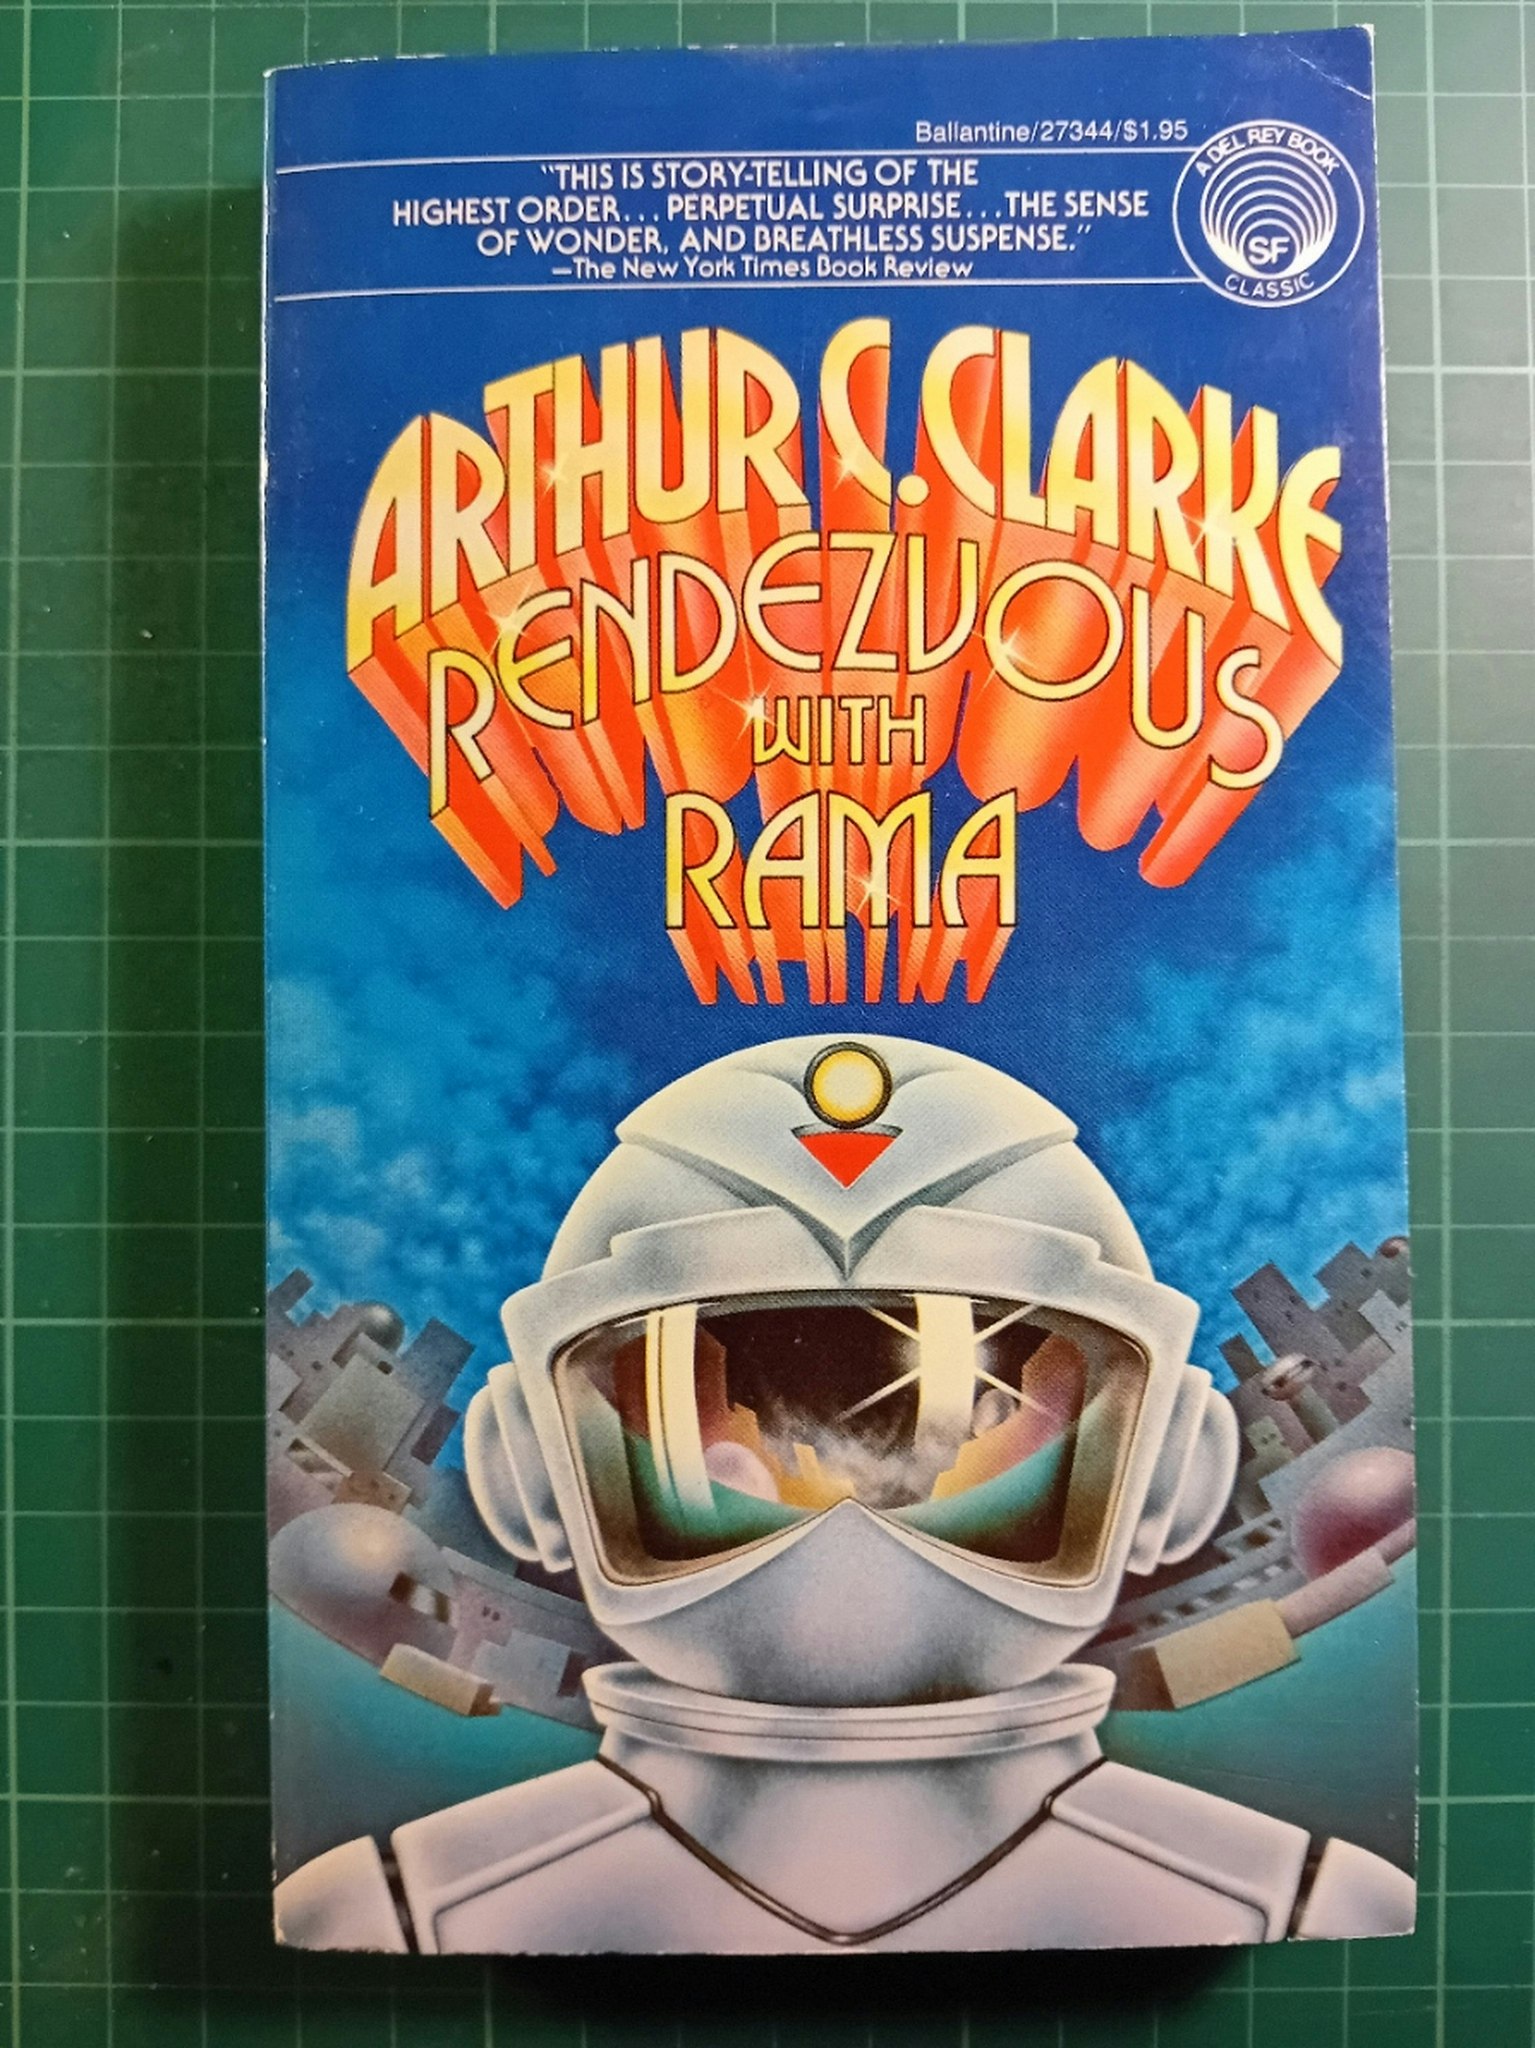 Ballantine/27344/$1.95
"THIS IS STORY-TELLING OF THE
HIGHEST ORDER... PERPETUAL SURPRISE...THE SENSE
OF WONDER, AND BREATHLESS SUSPENSE."
—The New York Times Book Review
A DEL REY BOOK
SF
CLASSIC
ARTHUR C. CLARKE
RENDEZVOUS
WITH
RAMA